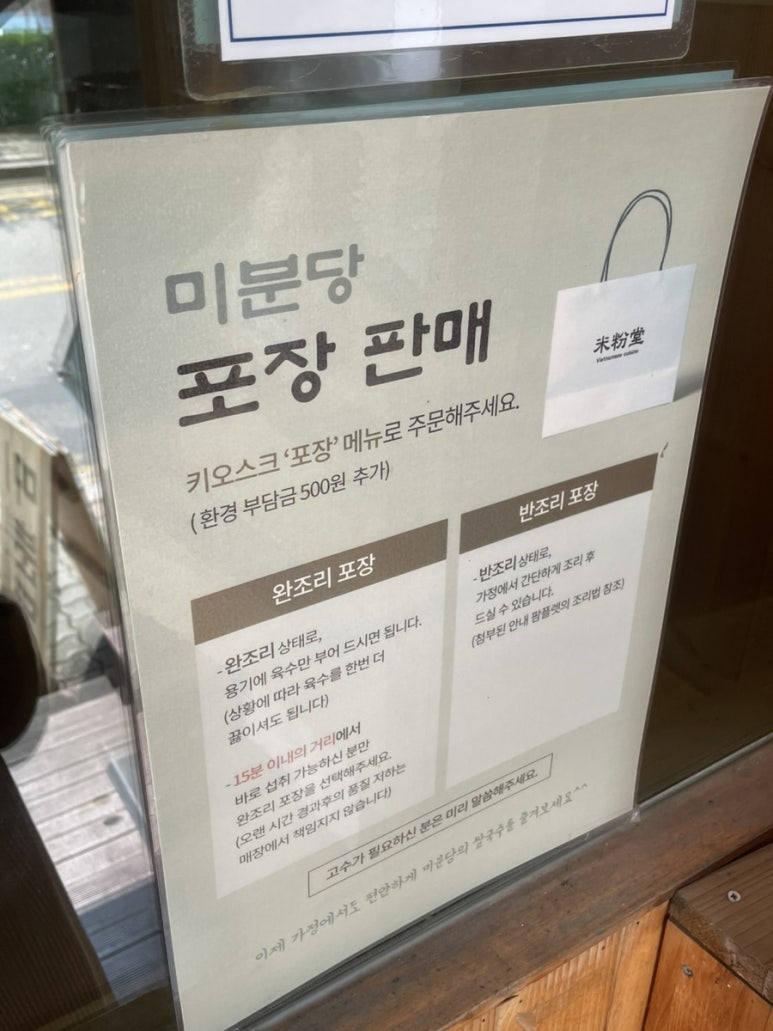 미분당
포장 판매
키오스크 '포장' 메뉴로 주문해주세요.
( 환경 부담금 500원 추가)
米粉堂
Vietnamese cuisine
완조리 포장
- 완조리 상태로,
용기에 육수만 부어 드시면 됩니다.
(상황에 따라 육수를 한번 더
끓이셔도 됩니다)
- 15분 이내의 거리에서
바로 섭취 가능하신 분만
완조리 포장을 선택해주세요.
(오랜 시간 경과후의 품질 저하는
매장에서 책임지지 않습니다)
반조리 포장
- 반조리 상태로,
가정에서 간단하게 조리 후
드실 수 있습니다.
(첨부된 안내 팜플렛의 조리법 참조)
고수가 필요하신 분은 미리 말씀해주세요.
이제 가정에서도 편안하게 미분당의 쌀국수를 즐겨보세요^^